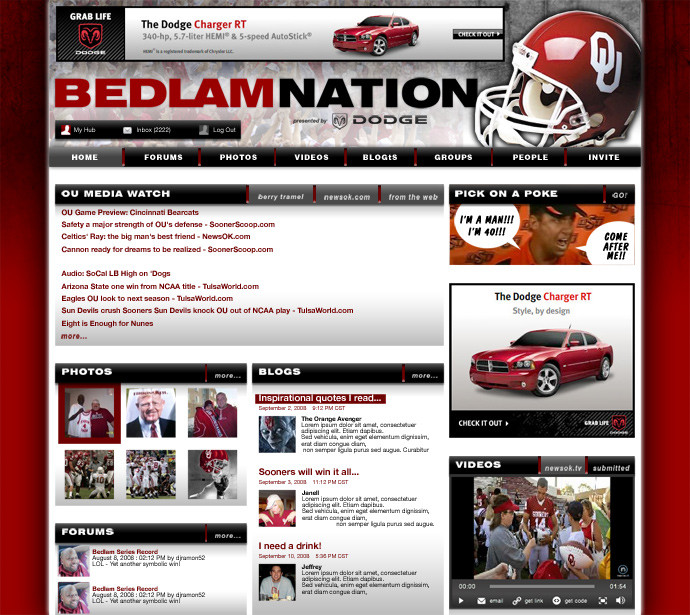 GRAB LIFE
DODGE
The Dodge Charger RT
340-hp, 5.7-liter HEMI® & 5-speed AutoStick®
HEMI® is a registered trademark of Chrysler LLC.
CHECK IT OUT
BEDLAMNATION
presented by DODGE
OU
My Hub
Inbox (2222)
Log Out
HOME FORUMS PHOTOS VIDEOS BLOGtS GROUPS PEOPLE INVITE
OU MEDIA WATCH
berry tramel
newsok.com
from the web
OU Game Preview: Cincinnati Bearcats
Safety a major strength of OU's defense - SoonerScoop.com
Celtics' Ray: the big man's best friend - NewsOK.com
Cannon ready for dreams to be realized - SoonerScoop.com
Audio: SoCal LB High on 'Dogs
Arizona State one win from NCAA title - TulsaWorld.com
Eagles OU look to next season - TulsaWorld.com
Sun Devils crush Sooners Sun Devils knock OU out of NCAA play - TulsaWorld.com
Eight is Enough for Nunes
more...
PICK ON A POKE
GO!
I'M A MAN!!!
I'M 40!!!
COME
AFTER
ME!!
The Dodge Charger RT
Style, by design
CHECK IT OUT
GRAB LIFE
DODGE
PHOTOS
more...
BLOGS
more...
Inspirational quotes I read...
September 2, 2008 9:12 PM CST
The Orange Avenger
Lorem ipsum dolor sit amet, consectetuer
adipiscing elit. Etiam dapibus.
Sed vehicula, enim eget elementum dignissim,
erat diam congue diam,
non semper ligula purus sed augue. Curabitur
Sooners will win it all...
September 3, 2008 11:12 PM CST
Janell
Lorem ipsum dolor sit amet, consectetuer
adipiscing elit. Etiam dapibus.
Sed vehicula, enim eget elementum dignissim,
erat diam congue diam,
non semper ligula purus sed augue.
I need a drink!
September 10, 2008 5:36 PM CST
Jeffrey
Lorem ipsum dolor sit amet, consectetuer
adipiscing elit. Etiam dapibus.
Sed vehicula, enim eget elementum dignissim,
erat diam congue diam,
FORUMS
more...
Bedlam Series Record
August 8, 2008 : 02:12 PM by djramon52
LOL - Yet another symbolic win!
Bedlam Series Record
August 8, 2008 : 02:12 PM by djramon52
LOL - Yet another symbolic win!
VIDEOS
newsok.tv
submitted
00:00
01:54
email
get link
get code